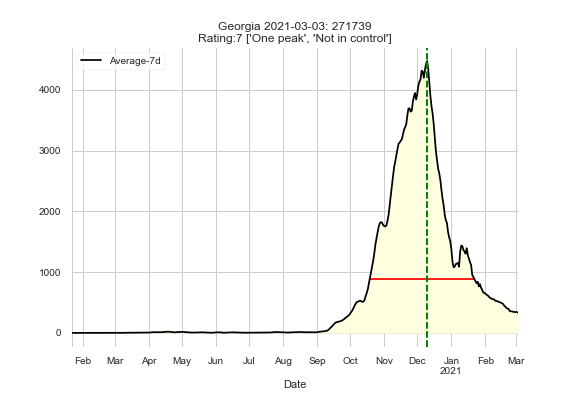 Georgia 2021-03-03: 271739
Rating:7 ['One peak', 'Not in control']
Average-7d
4000
3000
2000
1000
0
Feb Mar Apr May Jun Jul Aug Sep Oct Nov Dec Jan Feb Mar
2021
Date